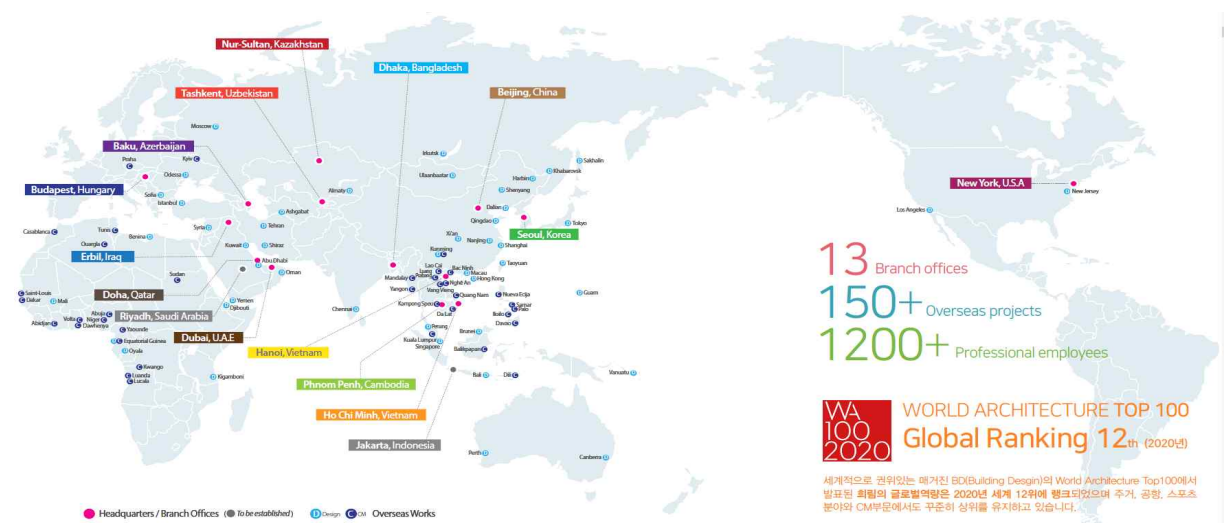 Nur-Sultan, Kazakhstan
Dhaka, Bangladesh
Tashkent, Uzbekistan
Beijing, China
Moscow D
Baku, Azerbaijan
Praha
C
Kyiv C
Irkutsk D
D Sakhalin
Ulaanbaatar D
Harbin D
D Khabarovsk
Odessa D
Budapest, Hungary
Almaty D
D Shenyang
New York, U.S.A
D New Jersey
Sofia D
Istanbul D
D Ashgabat
Dalian D
Qingdao D
D Tokyo
Los Angeles D
Casablanca C
Tunis C
Benina D
Syria D
D Tehran
Xi'an
D
Nanjing D
Seoul, Korea
Ouargla C
Kuwait D
D Shiraz
D Shanghai
Erbil, Iraq
Kunming
D C
Abu Dhabi
D
D Taoyuan
Lao Cai
Bac Ninh
D Macau
D Oman
Sudan
C
Mandalay C
D Hong Kong
Nghệ An
Doha, Qatar
Vang Vieng
Yangon C
C Saint-Louis
C Dakar
D Mali
D Yemen
D Djibouti
C Quang Nam
C Nueva Ecija
D Guam
Riyadh, Saudi Arabia
Chennai D
Kampong Speu C
Da Lat
C
C Samar
C Palo
Abuja C
Volta C
Niger C
Abidjan C
C Dawhenya
Iloilo C
C Yaounde
Davao C
Dubai, U.A.E
D Penang
Brunei D
D C Equatorial Guinea
Kuala Lumpur
Singapore
Hanoi, Vietnam
D Oyala
Balikpapan C
C Kwango
C Luanda
C Lucala
D Kigamboni
Bali D
Dili C
Vanuatu D
Phnom Penh, Cambodia
Ho Chi Minh, Vietnam
Jakarta, Indonesia
Perth D
Canberra D
13 Branch offices
150+ Overseas projects
1200+ Professional employees
WA
100
2020
WORLD ARCHITECTURE TOP 100
Global Ranking 12th (2020년)
세계적으로 권위있는 매거진 BD(Building Desgin)의 World Architecture Top100에서
발표된 희림의 글로벌역량은 2020년 세계 12위에 랭크되었으며 주거, 공항, 스포츠
분야와 CM부문에서도 꾸준히 상위를 유지하고 있습니다.
Headquarters / Branch Offices ( To be established ) D Design C CM Overseas Works